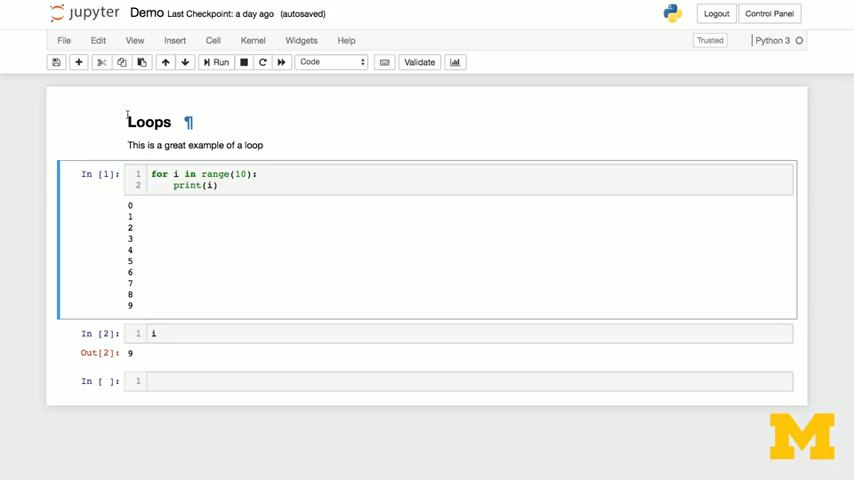 jupyter Demo Last Checkpoint: a day ago (autosaved) Logout Control Panel
File Edit View Insert Cell Kernel Widgets Help Trusted Python 3
Run Code Validate
Loops ¶
This is a great example of a loop
In [1]: 1 for i in range(10):
2 print(i)
0
1
2
3
4
5
6
7
8
9
In [2]: 1 i
Out[2]: 9
In [ ]: 1
M